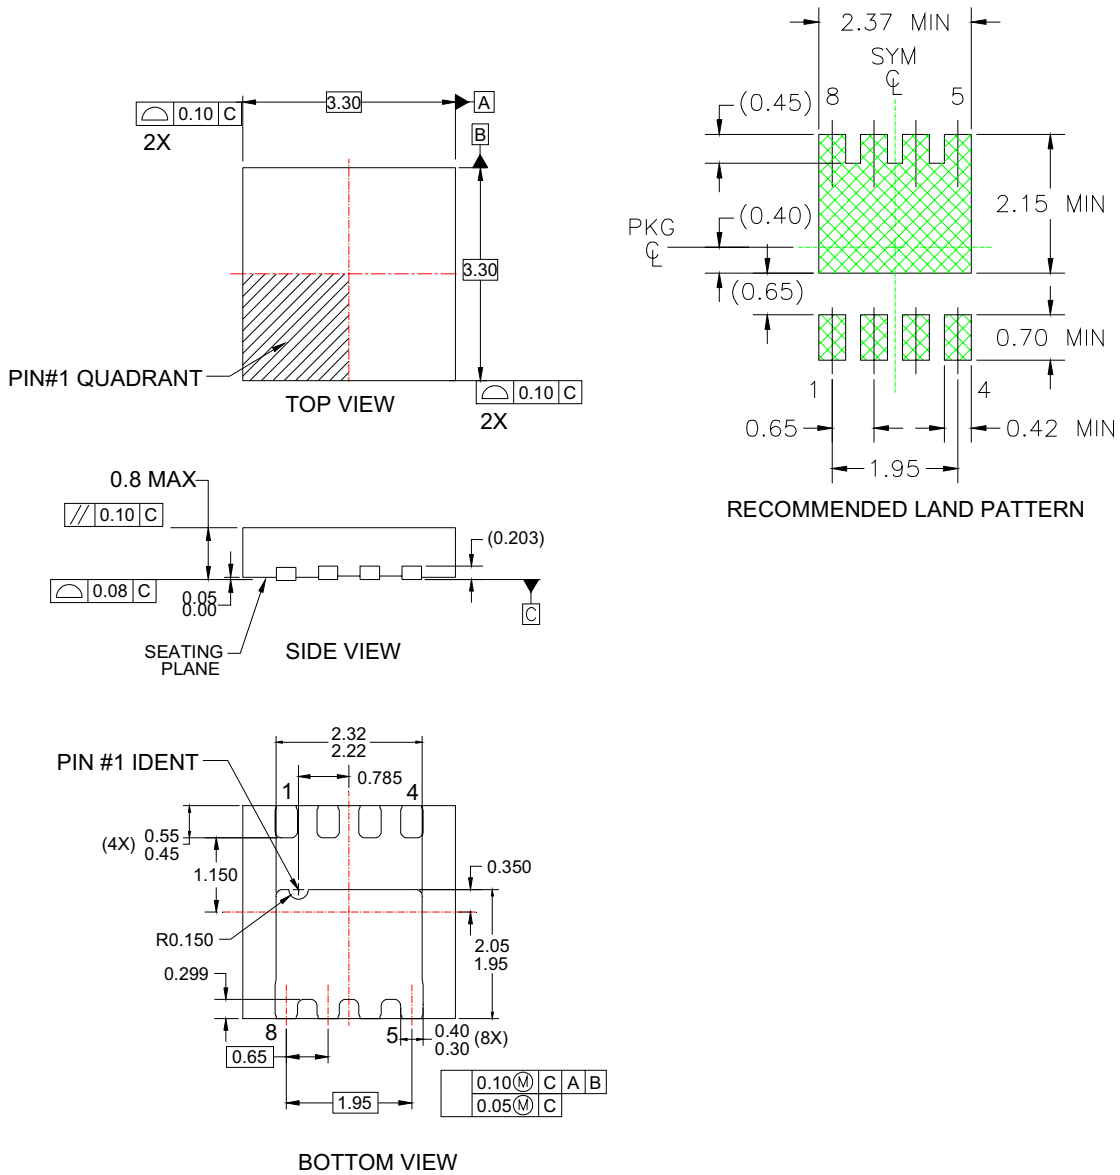 0.10 C
2X
3.30
A
B
3.30
PIN#1 QUADRANT
TOP VIEW
0.10 C
2X
2.37 MIN
SYM
CL
(0.45)
8
5
2.15 MIN
(0.40)
PKG
CL
(0.65)
0.70 MIN
1
4
0.65
0.42 MIN
1.95
RECOMMENDED LAND PATTERN
0.8 MAX
// 0.10 C
(0.203)
0.08 C
0.05
0.00
C
SEATING
PLANE
SIDE VIEW
2.32
2.22
PIN #1 IDENT
0.785
1
4
(4X)
0.55
0.45
0.350
1.150
R0.150
2.05
1.95
0.299
8
5
0.40
0.30
(8X)
0.65
1.95
0.10 Ⓜ C A B
0.05 Ⓜ C
BOTTOM VIEW